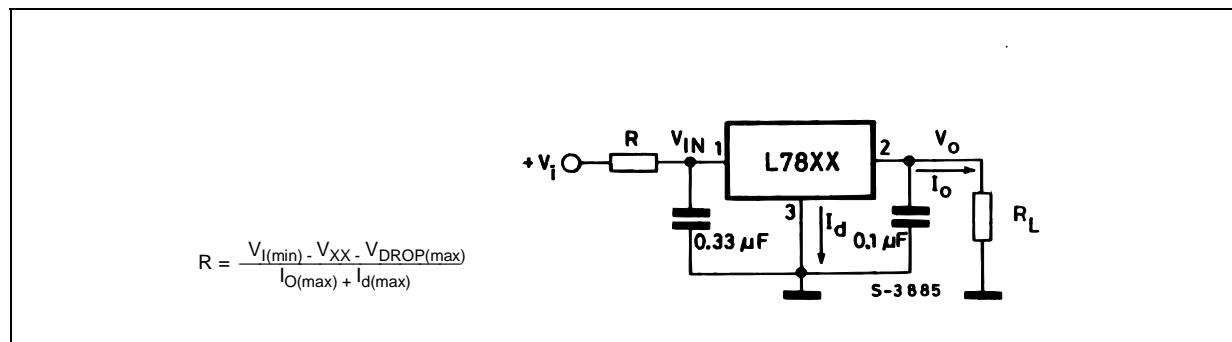 R
V_IN
1
L78XX
2
V_o
+ V_i
I_o
3
I_d
R_L
0.33 µF
0.1 µF
R = V_I(min) - V_XX - V_DROP(max)
I_O(max) + I_d(max)
S-3885